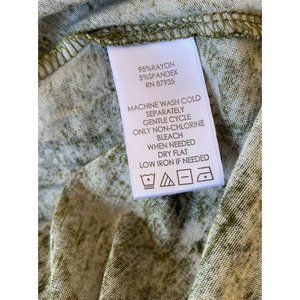 95%RAYON
5%SPANDEX
RN 87935
MACHINE WASH COLD
SEPARATELY
GENTLE CYCLE
ONLY NON-CHLORINE
BLEACH
WHEN NEEDED
DRY FLAT
LOW IRON IF NEEDED